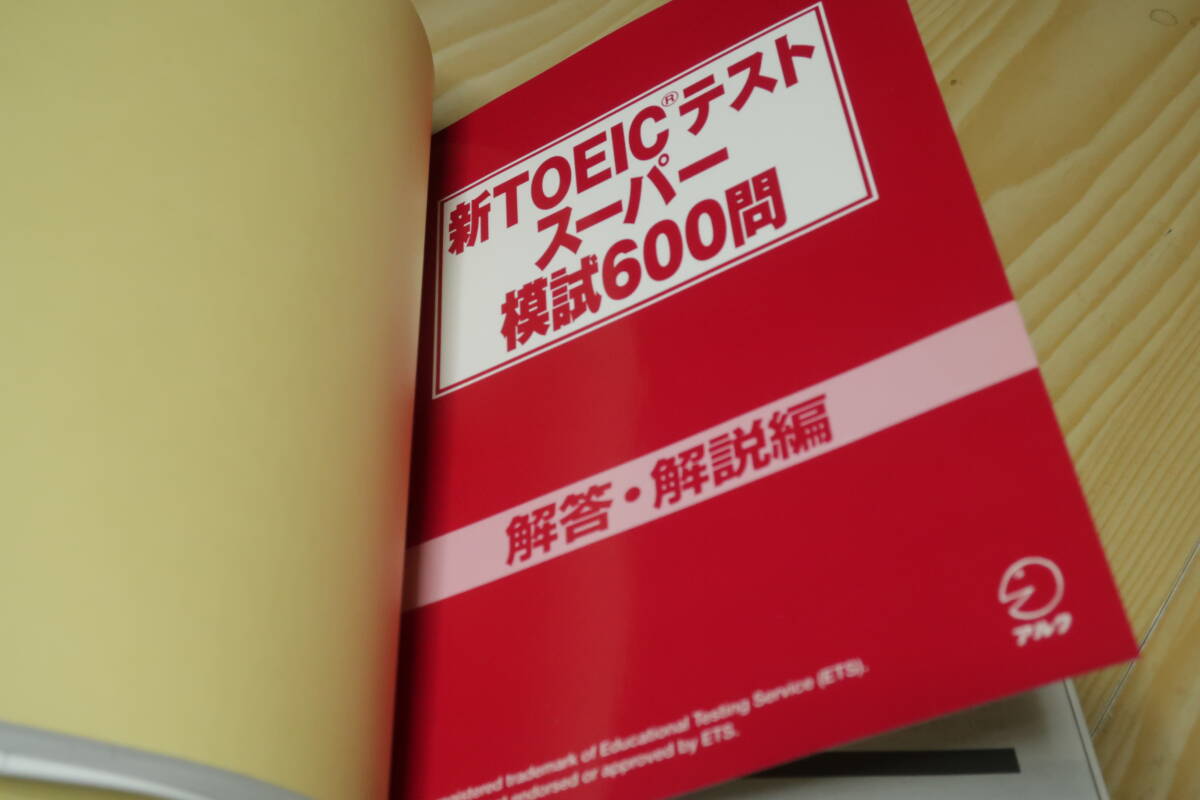 新TOEIC®テスト
スーパー
模試600問
解答・解説編
アルク
registered trademark of Educational Testing Service (ETS).
endorsed or approved by ETS.